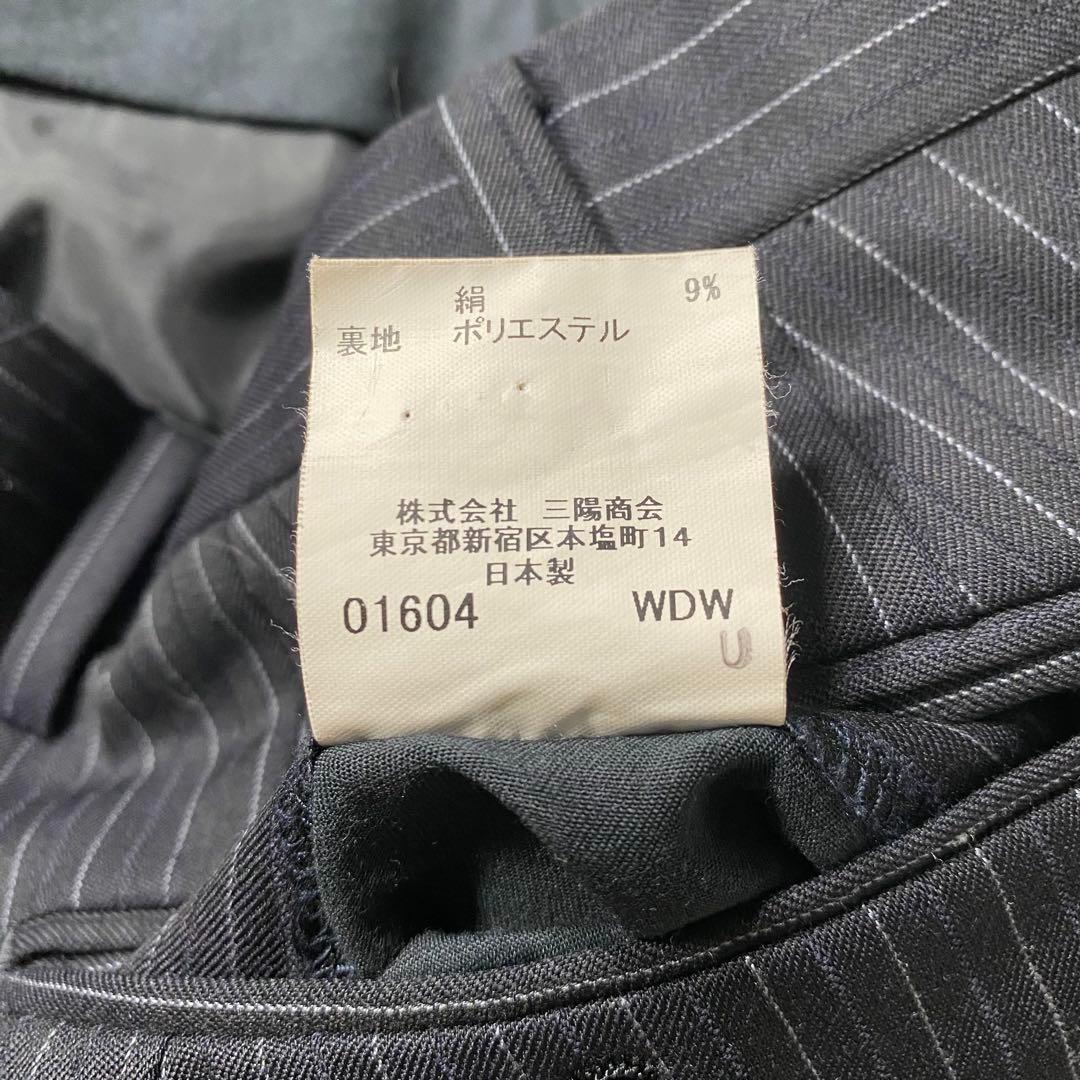 絹 9%
裏地 ポリエステル
株式会社 三陽商会
東京都新宿区本塩町14
日本製
01604 WDW
U